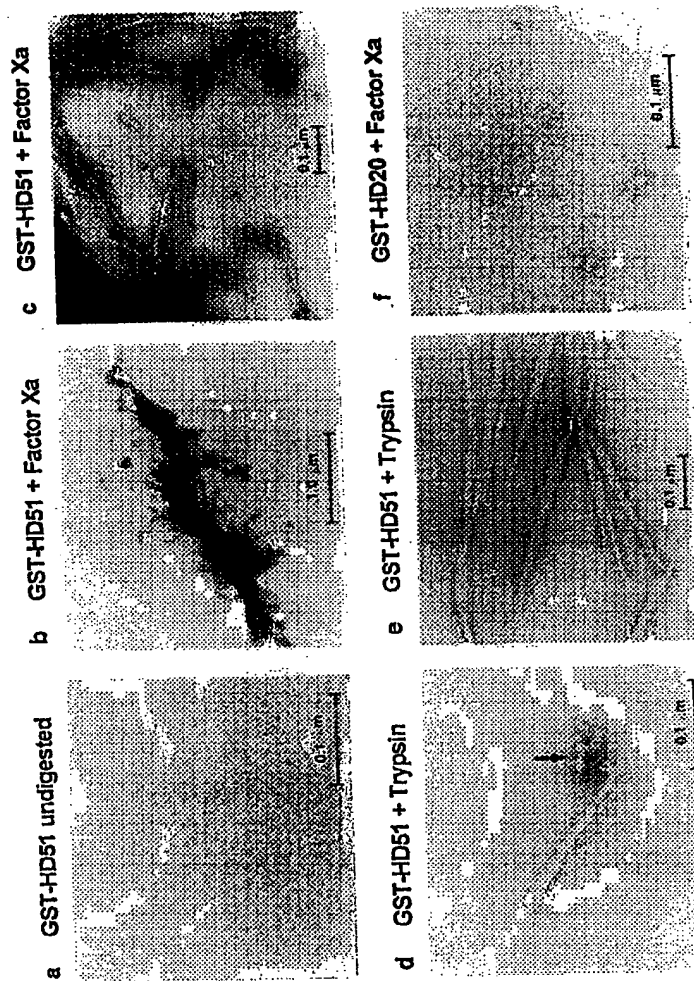 a GST-HD51 undigested
0.1 µm
b GST-HD51 + Factor Xa
1.0 µm
c GST-HD51 + Factor Xa
0.1 µm
d GST-HD51 + Trypsin
0.1 µm
e GST-HD51 + Trypsin
0.1 µm
f GST-HD20 + Factor Xa
0.1 µm